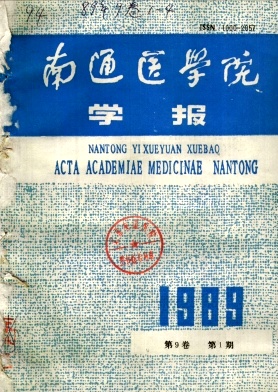 94
ISSN 1000-2057
南通医学院
学报
NANTONG YIXUEYUAN XUEBAO
ACTA ACADEMIAE MEDICINAE NANTONG
1989
第9卷 第1期